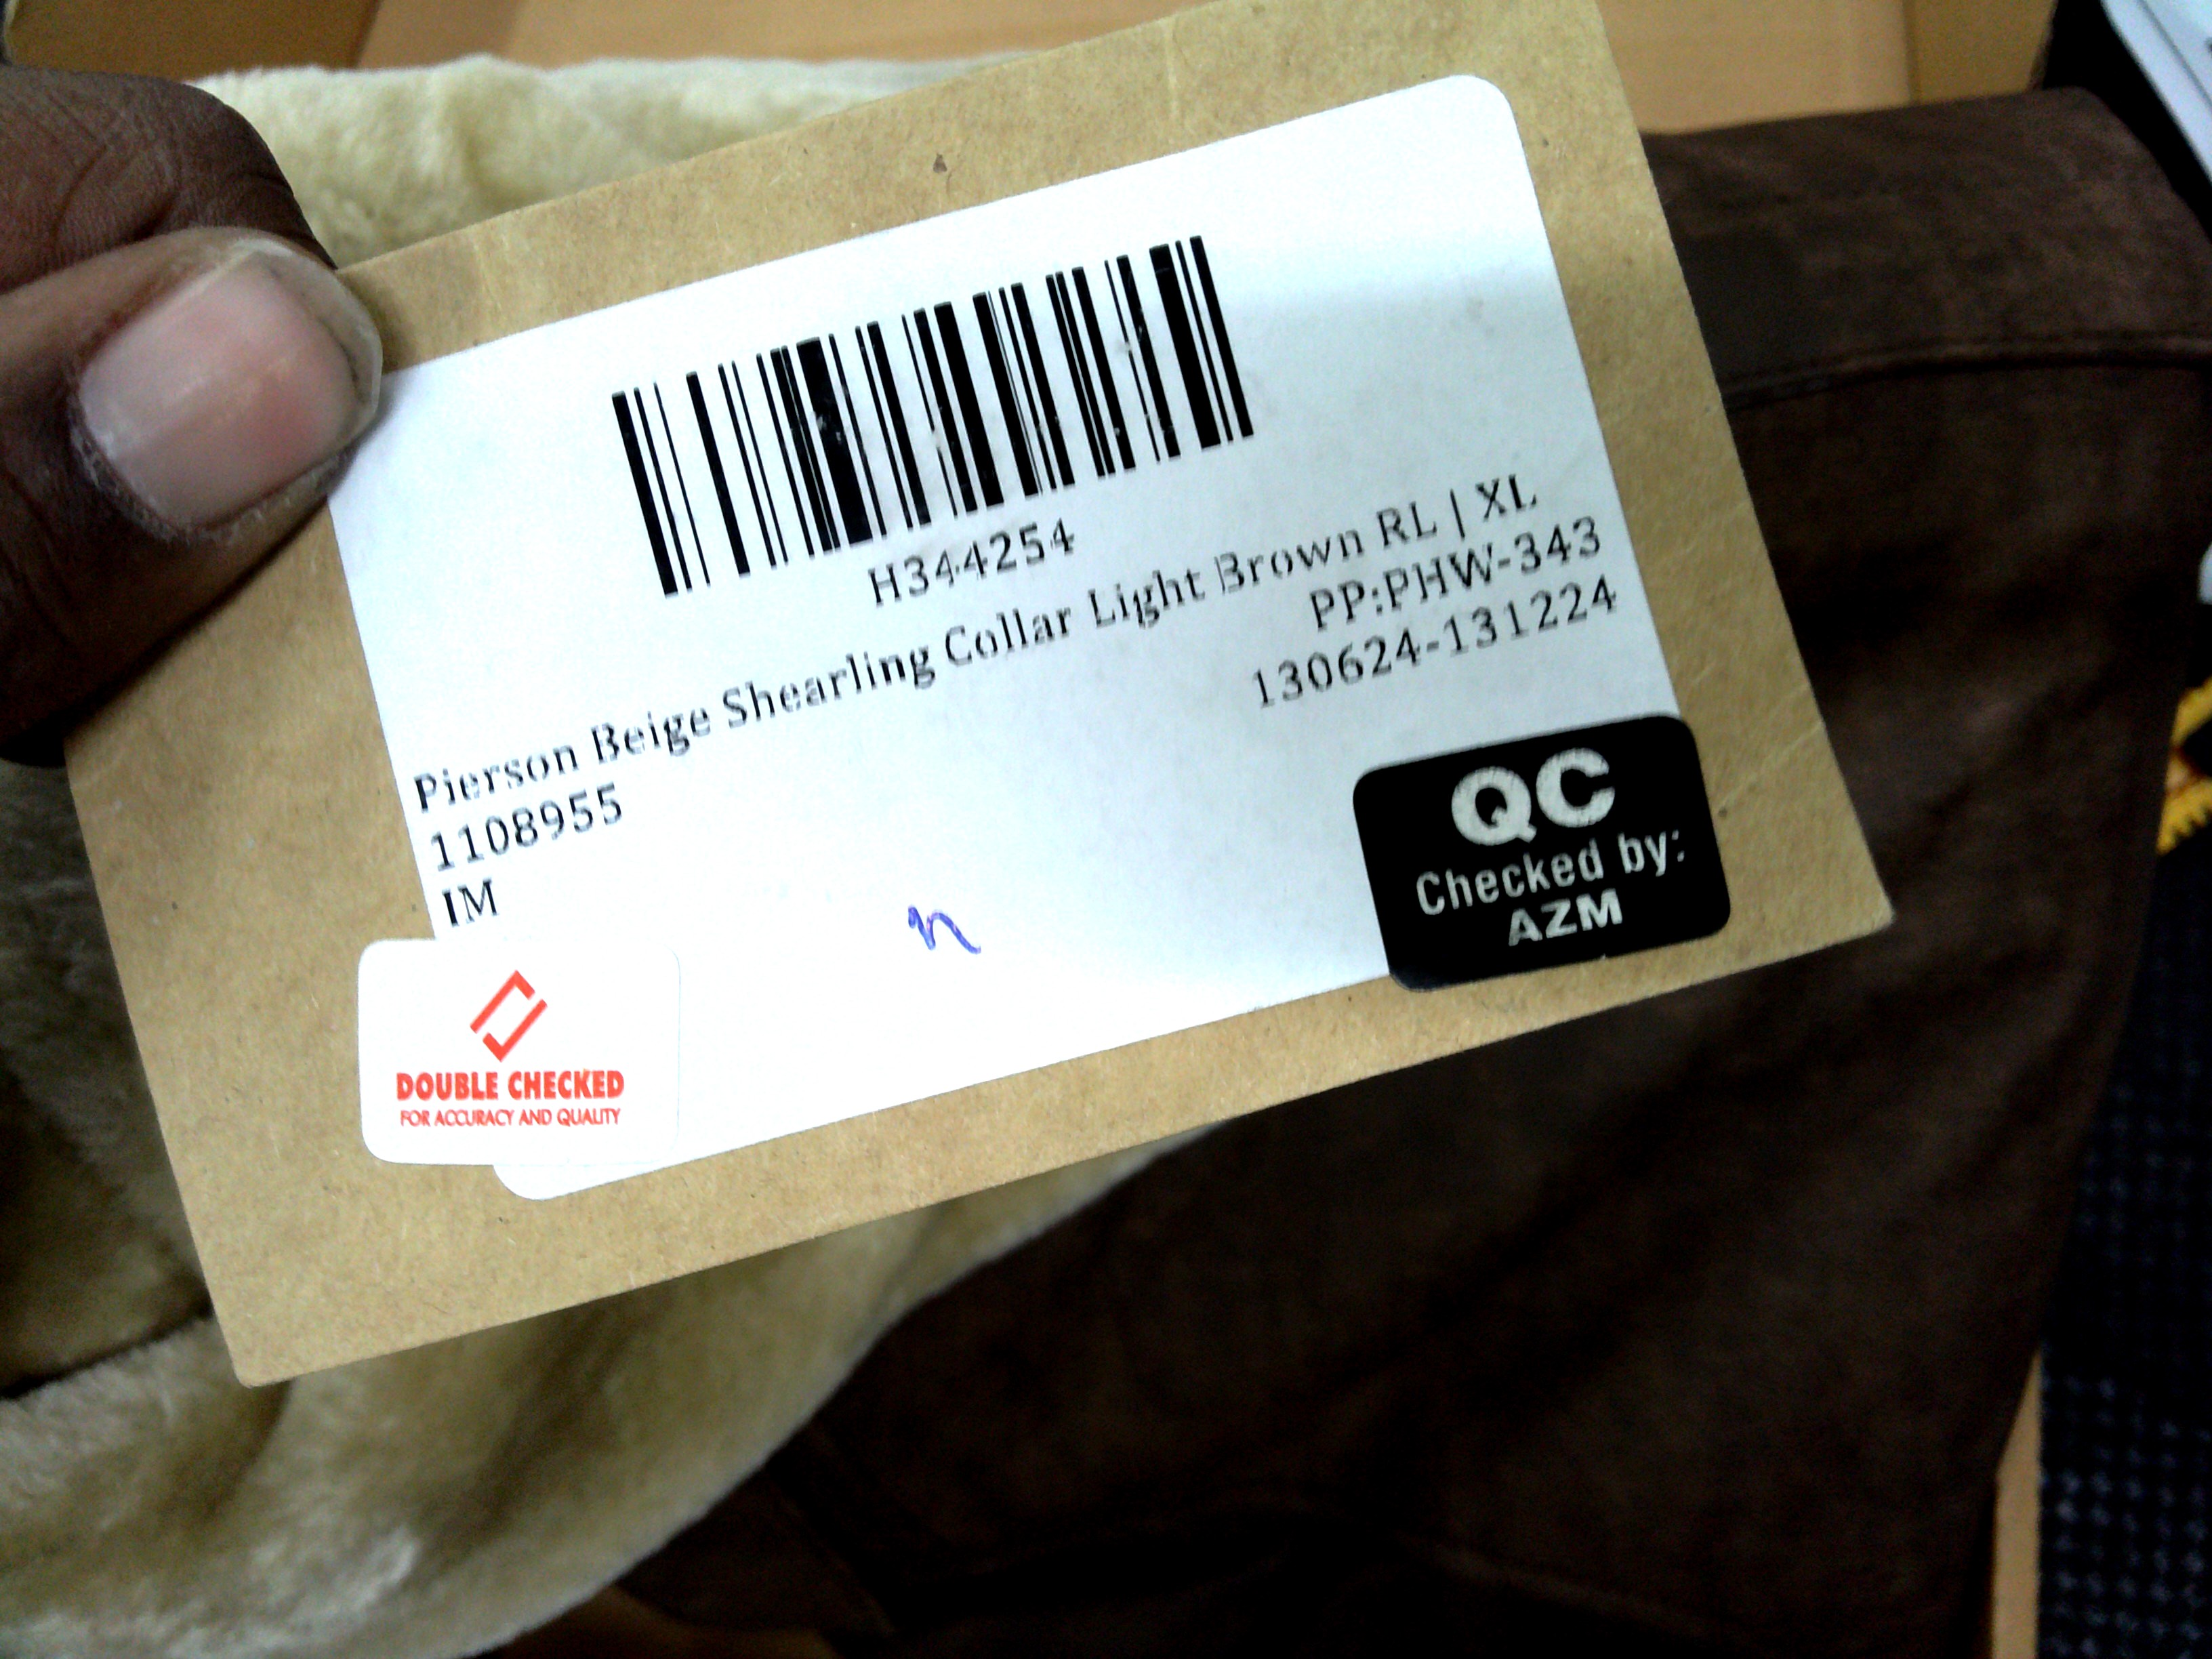 H344254
Pierson Beige Shearling Collar Light Brown RL | XL
PP:PHW-343
1108955
130624-131224
IM
n
QC
Checked by:
AZM
DOUBLE CHECKED
FOR ACCURACY AND QUALITY